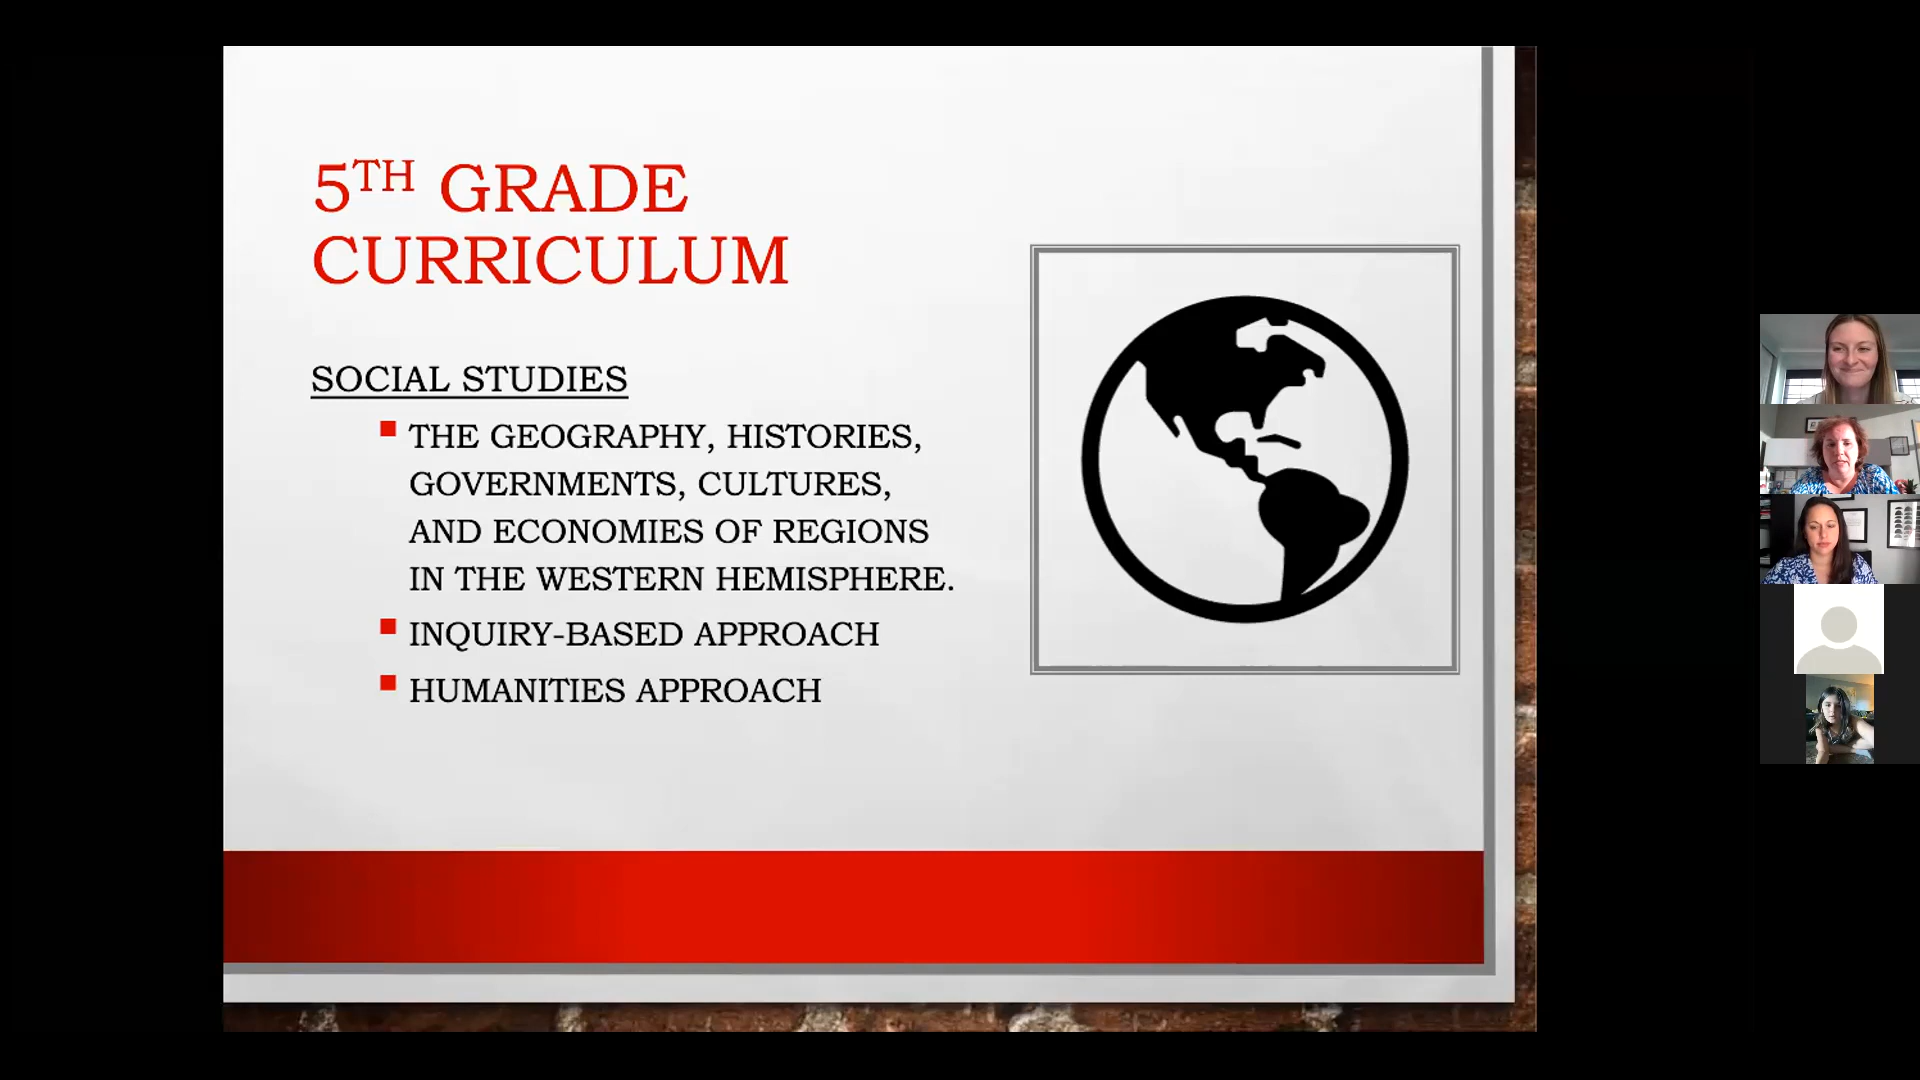 5TH GRADE
CURRICULUM
SOCIAL STUDIES
THE GEOGRAPHY, HISTORIES,
GOVERNMENTS, CULTURES,
AND ECONOMIES OF REGIONS
IN THE WESTERN HEMISPHERE.
INQUIRY-BASED APPROACH
HUMANITIES APPROACH